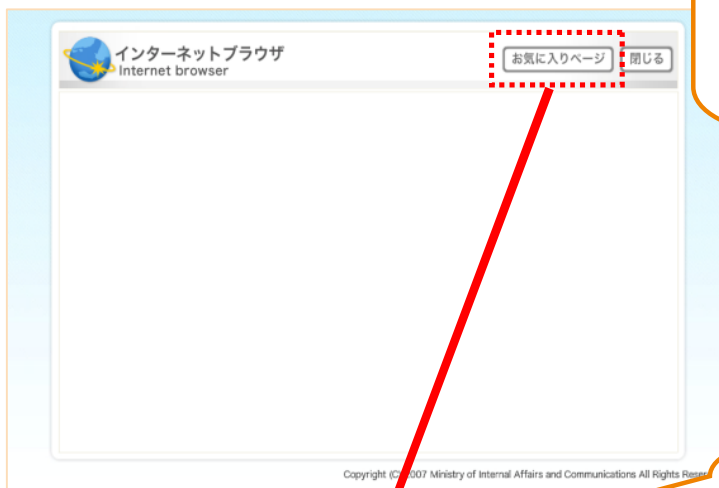 インターネットブラウザ
Internet browser
お気に入りページ
閉じる
Copyright (C) 2007 Ministry of Internal Affairs and Communications All Rights